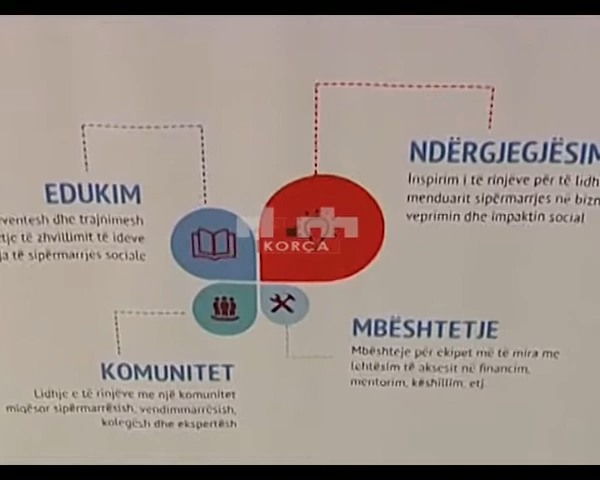 NDËRGJEGJËSIM
Inspirim i të rinjëve për të lidh
menduarit sipërmarrjes në bizn
veprimin dhe impaktin social
EDUKIM
ventesh dhe trajnimesh
tje të zhvillimit të ideve
ja të sipërmarrjes sociale
KORÇA
MBËSHTETJE
Mbështeje për ekipet më të mira me
lehtësim të aksesit në financim,
mentorim, këshillim, etj
KOMUNITET
Lidhje e të rinjëve me një komunitet
miqësor sipërmarrësish, vendimmarrësish,
kolegësh dhe ekspertësh